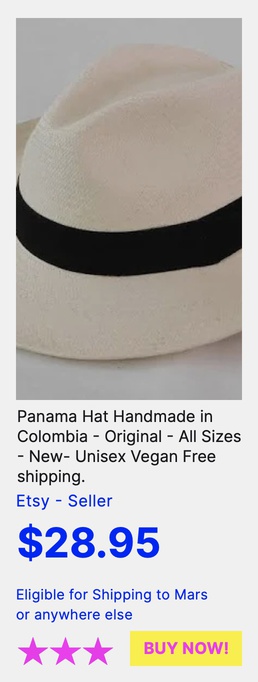 Panama Hat Handmade in
Colombia - Original - All Sizes
- New- Unisex Vegan Free
shipping.
Etsy - Seller
$28.95
Eligible for Shipping to Mars
or anywhere else
BUY NOW!